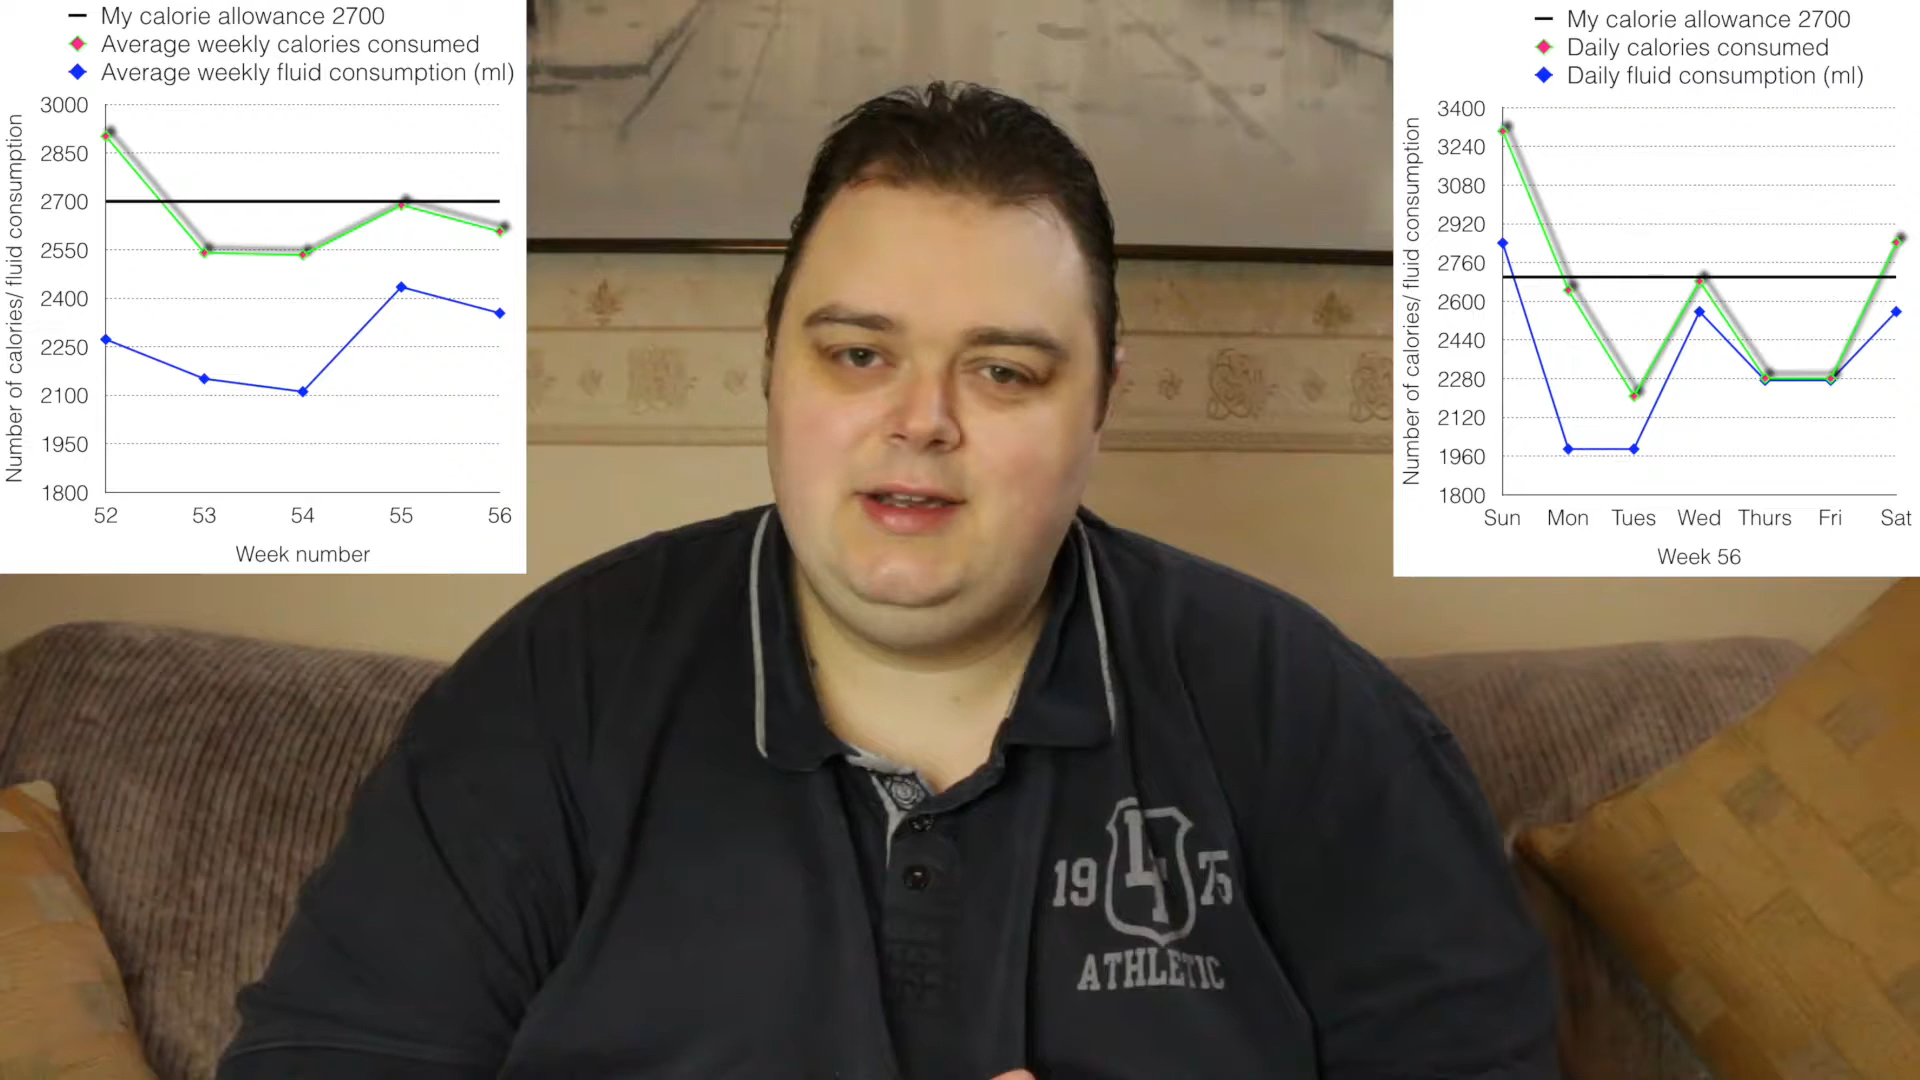 My calorie allowance 2700
Average weekly calories consumed
Average weekly fluid consumption (ml)
Number of calories/ fluid consumption
3000
2850
2700
2550
2400
2250
2100
1950
1800
52 53 54 55 56
Week number
My calorie allowance 2700
Daily calories consumed
Daily fluid consumption (ml)
Number of calories/ fluid consumption
3400
3240
3080
2920
2760
2600
2440
2280
2120
1960
1800
Sun Mon Tues Wed Thurs Fri Sat
Week 56
19 75
ATHLETIC